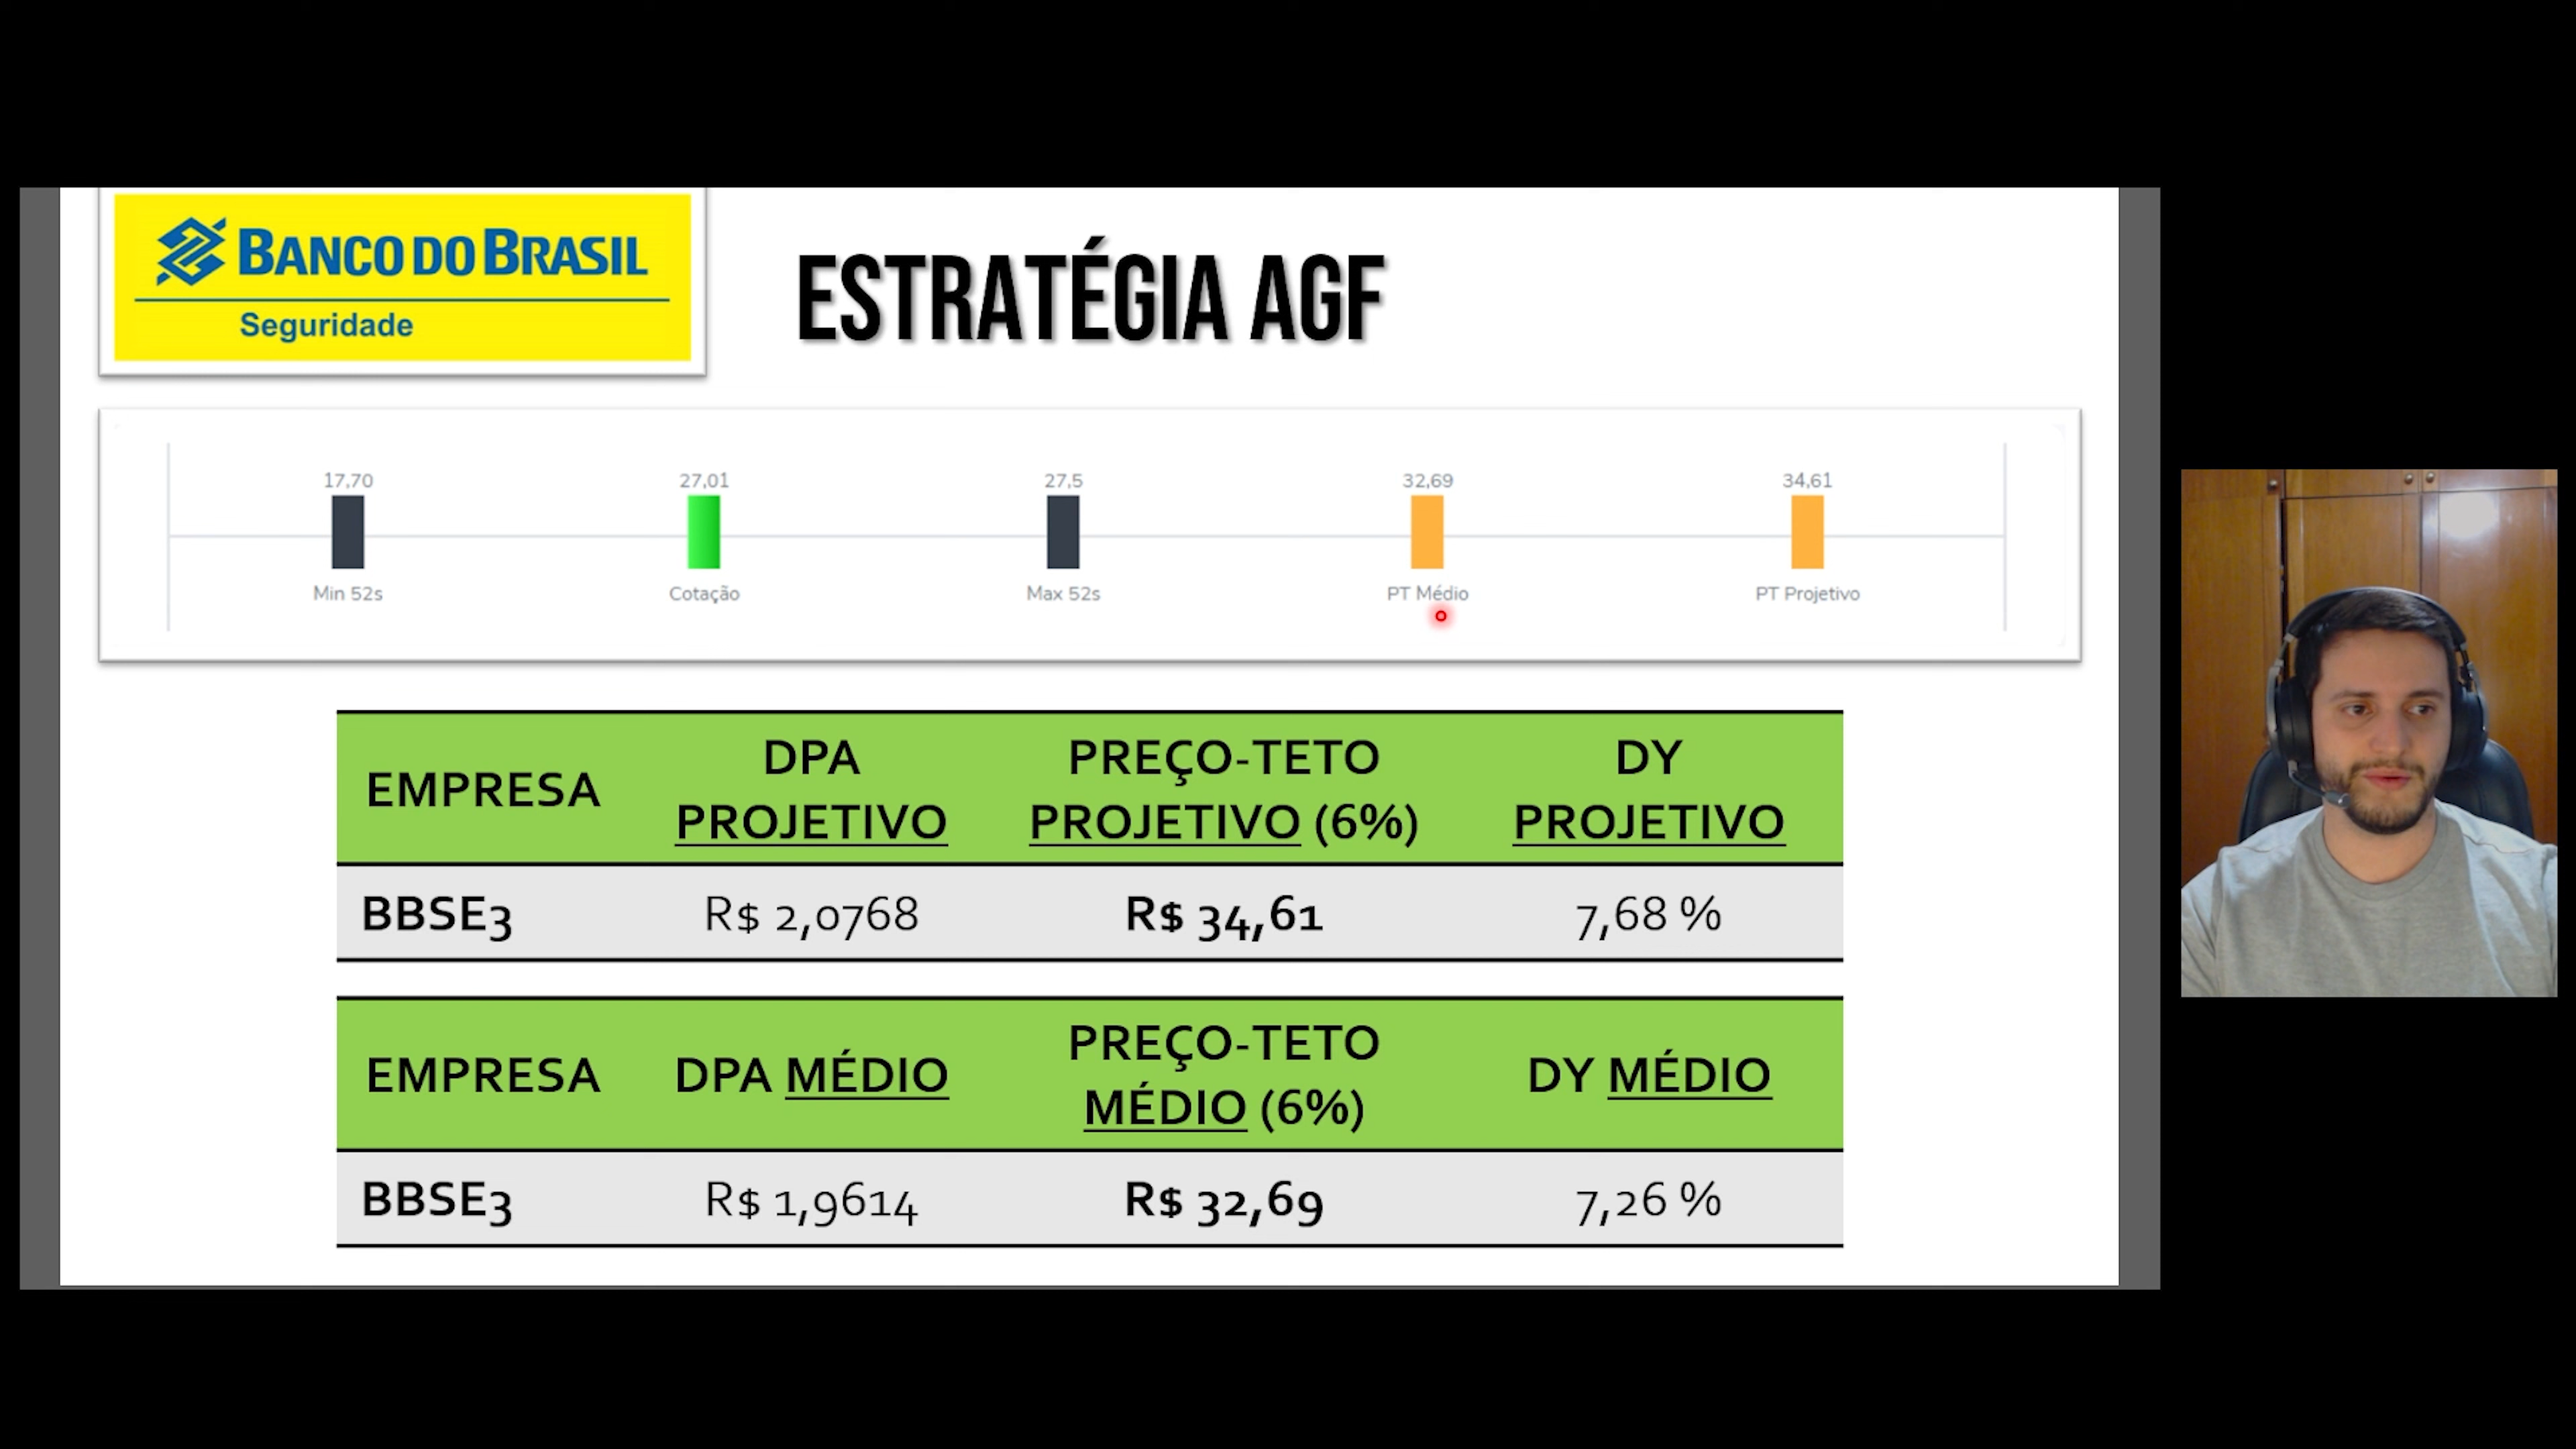 BANCO DO BRASIL
Seguridade
ESTRATÉGIA AGF
17,70 27,01 27,5 32,69 34,61
Min 52s Cotação Max 52s PT Médio PT Projetivo
EMPRESA DPA PROJETIVO PREÇO-TETO PROJETIVO (6%) DY PROJETIVO
BBSE3 R$ 2,0768 R$ 34,61 7,68 %
EMPRESA DPA MÉDIO PREÇO-TETO MÉDIO (6%) DY MÉDIO
BBSE3 R$ 1,9614 R$ 32,69 7,26 %